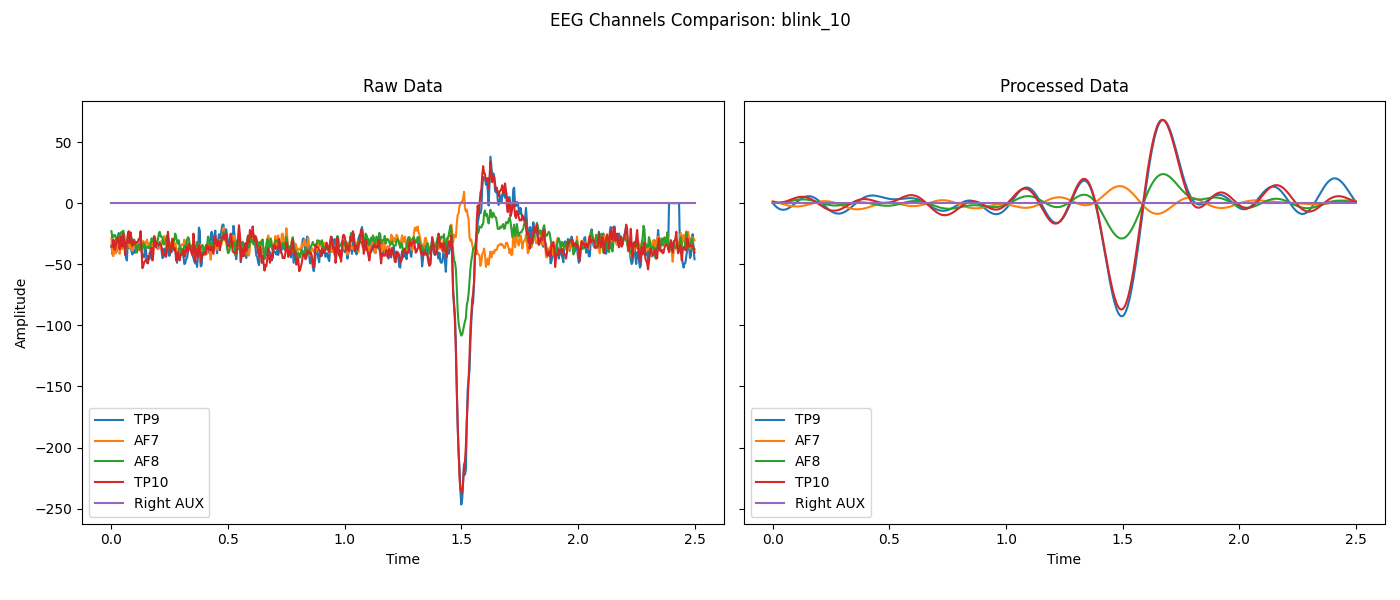 EEG Channels Comparison: blink_10
Raw Data
Processed Data
Amplitude
50
0
−50
−100
−150
−200
−250
TP9
AF7
AF8
TP10
Right AUX
0.0 0.5 1.0 1.5 2.0 2.5
Time
TP9
AF7
AF8
TP10
Right AUX
0.0 0.5 1.0 1.5 2.0 2.5
Time